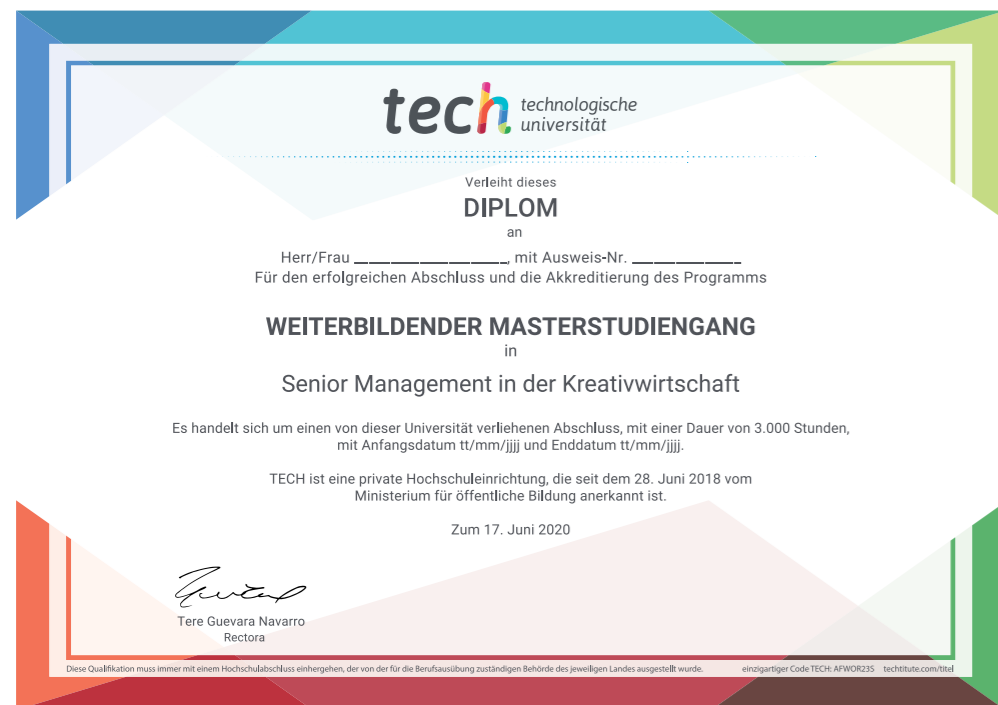 tech technologische
universität
Verleiht dieses
DIPLOM
an
Herr/Frau ____________________, mit Ausweis-Nr. ______________
Für den erfolgreichen Abschluss und die Akkreditierung des Programms
WEITERBILDENDER MASTERSTUDIENGANG
in
Senior Management in der Kreativwirtschaft
Es handelt sich um einen von dieser Universität verliehenen Abschluss, mit einer Dauer von 3.000 Stunden,
mit Anfangsdatum tt/mm/jjjj und Enddatum tt/mm/jjjj.
TECH ist eine private Hochschuleinrichtung, die seit dem 28. Juni 2018 vom
Ministerium für öffentliche Bildung anerkannt ist.
Zum 17. Juni 2020
Tere Guevara Navarro
Rectora
Diese Qualifikation muss immer mit einem Hochschulabschluss einhergehen, der von der für die Berufsausübung zuständigen Behörde des jeweiligen Landes ausgestellt wurde. einzigartiger Code TECH: AFWOR23S techtitute.com/titel